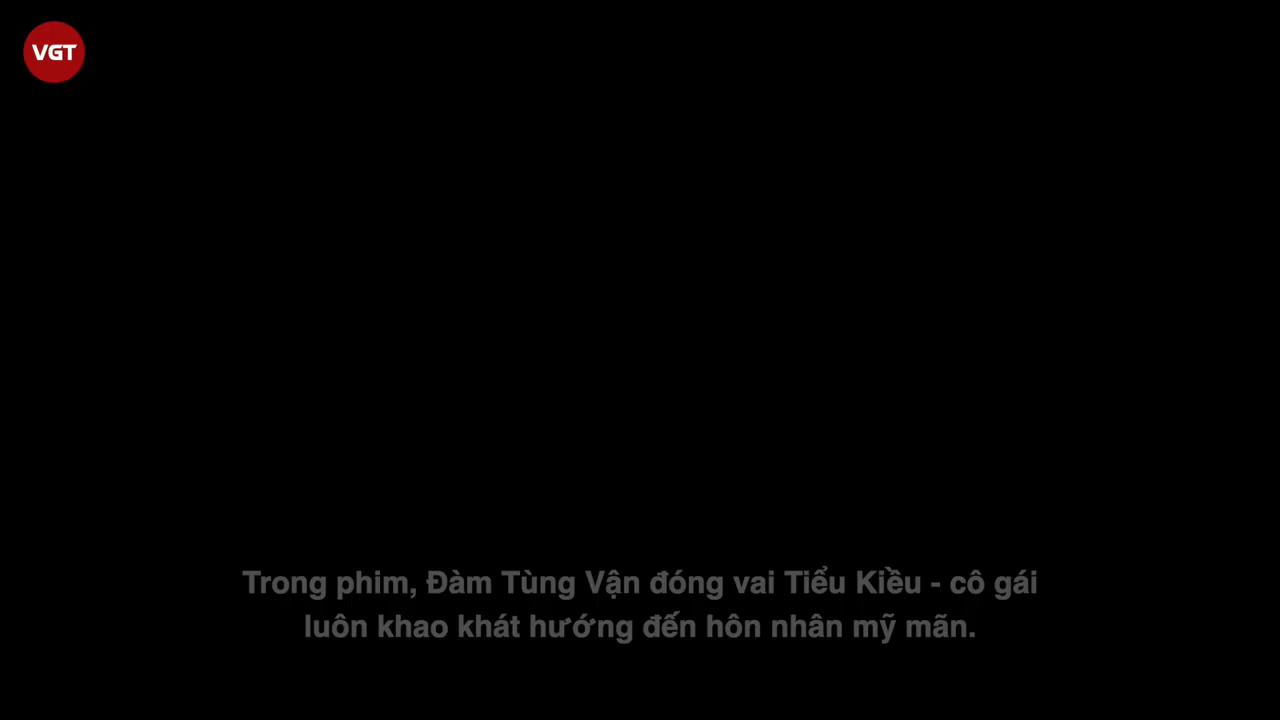 VGT
Trong phim, Đàm Tùng Vận đóng vai Tiểu Kiều - cô gái
luôn khao khát hướng đến hôn nhân mỹ mãn.